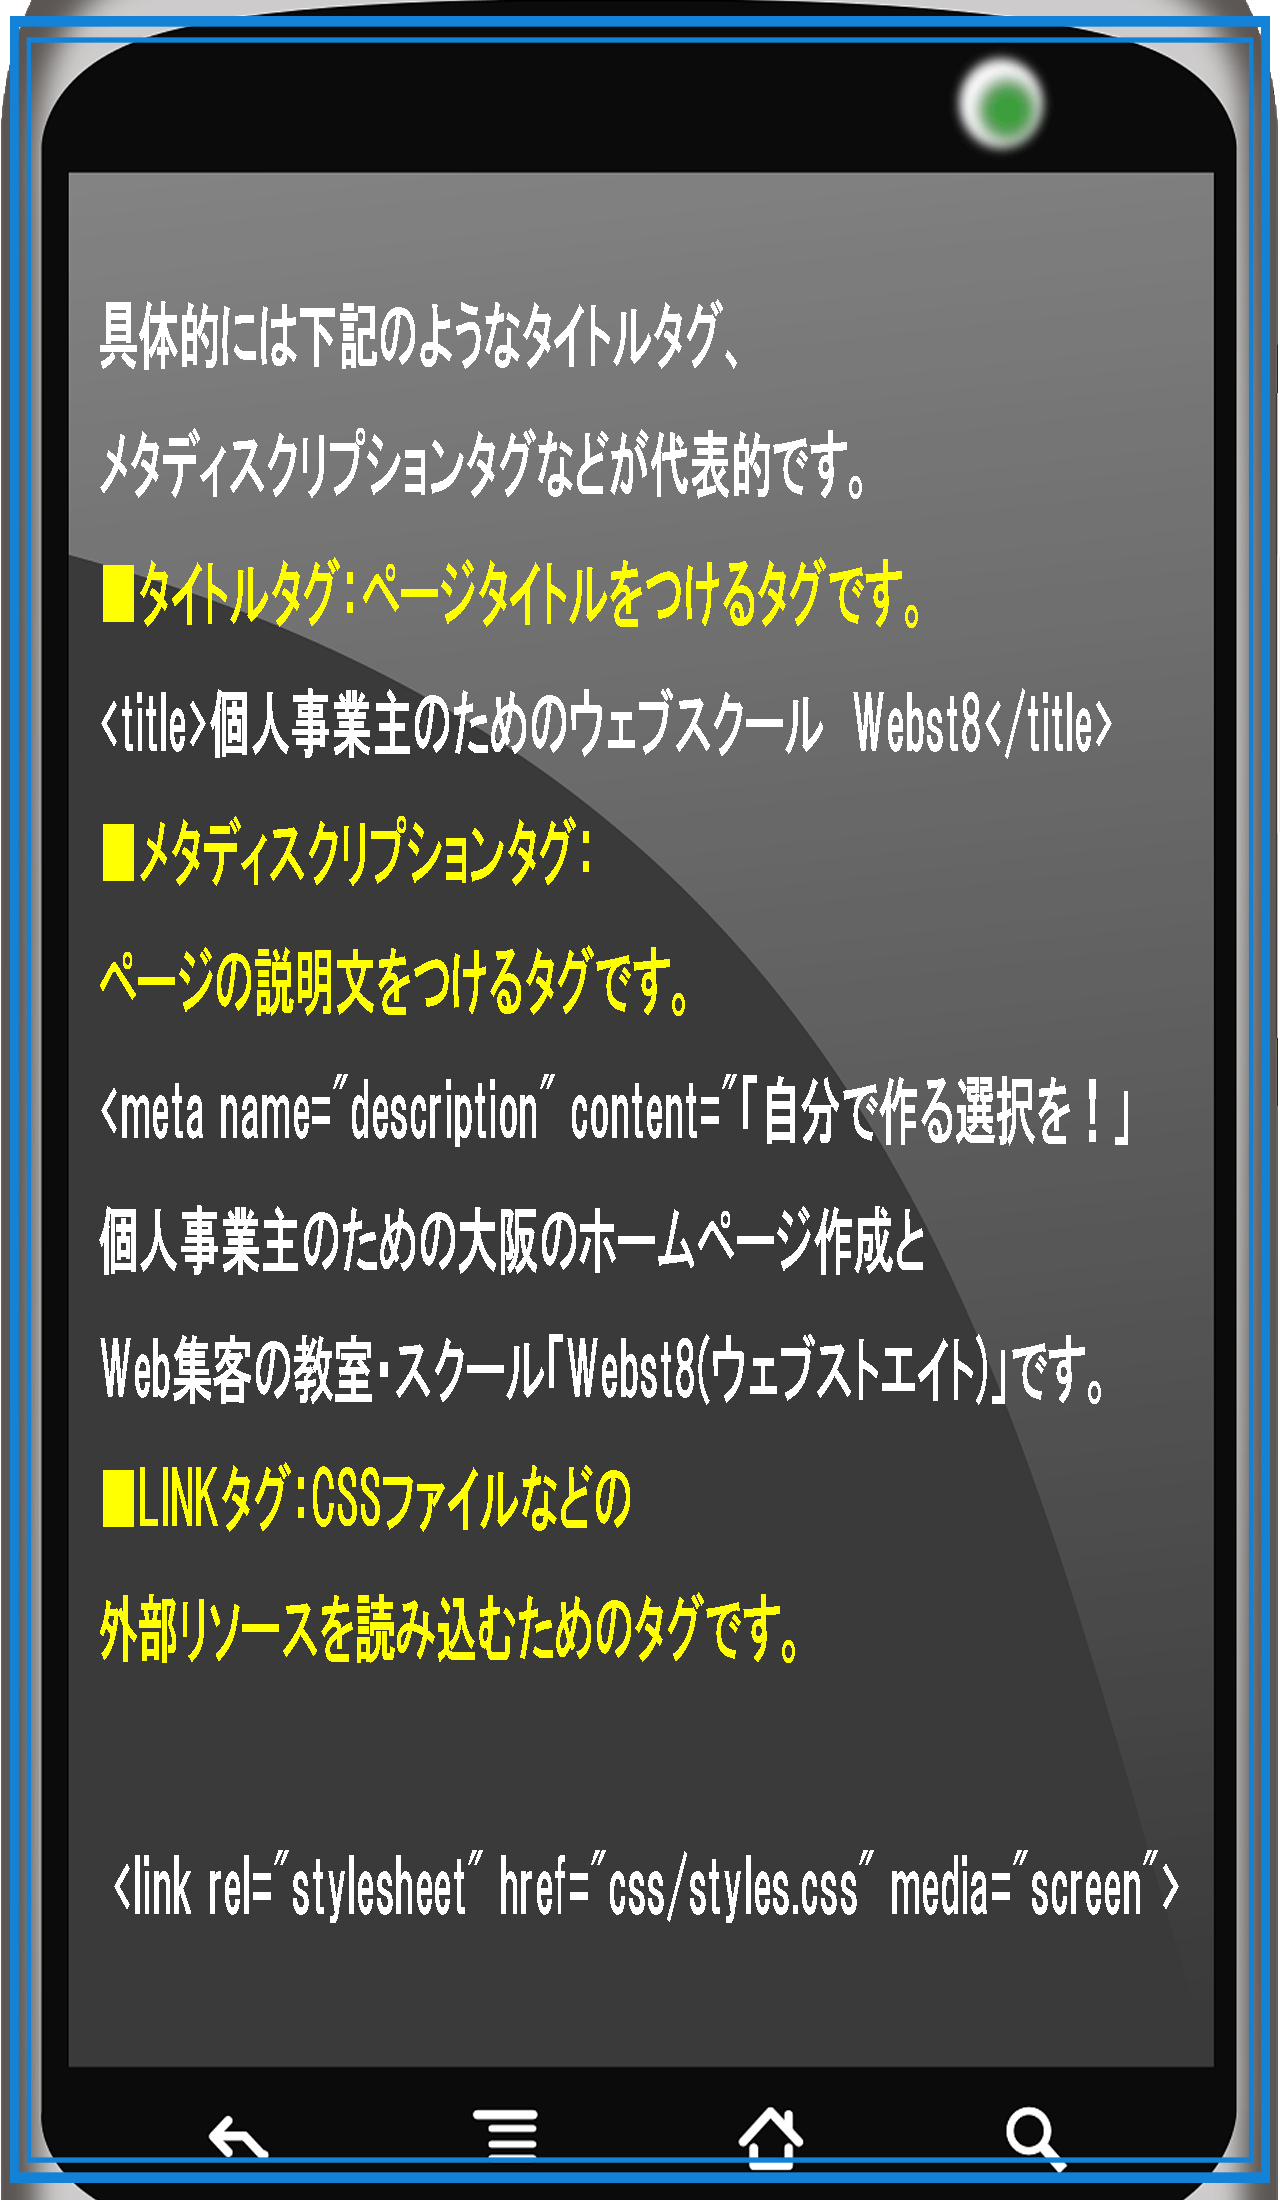 具体的には下記のようなタイトルタグ、
メタディスクリプションタグなどが代表的です。
■タイトルタグ：ページタイトルをつけるタグです。
<title>個人事業主のためのウェブスクール　Webst8</title>
■メタディスクリプションタグ：
ページの説明文をつけるタグです。
<meta name="description" content="「自分で作る選択を！」
個人事業主のための大阪のホームページ作成と
Web集客の教室・スクール「Webst8(ウェブストエイト)」です。
■LINKタグ：CSSファイルなどの
外部リソースを読み込むためのタグです。
<link rel="stylesheet" href="css/styles.css" media="screen">